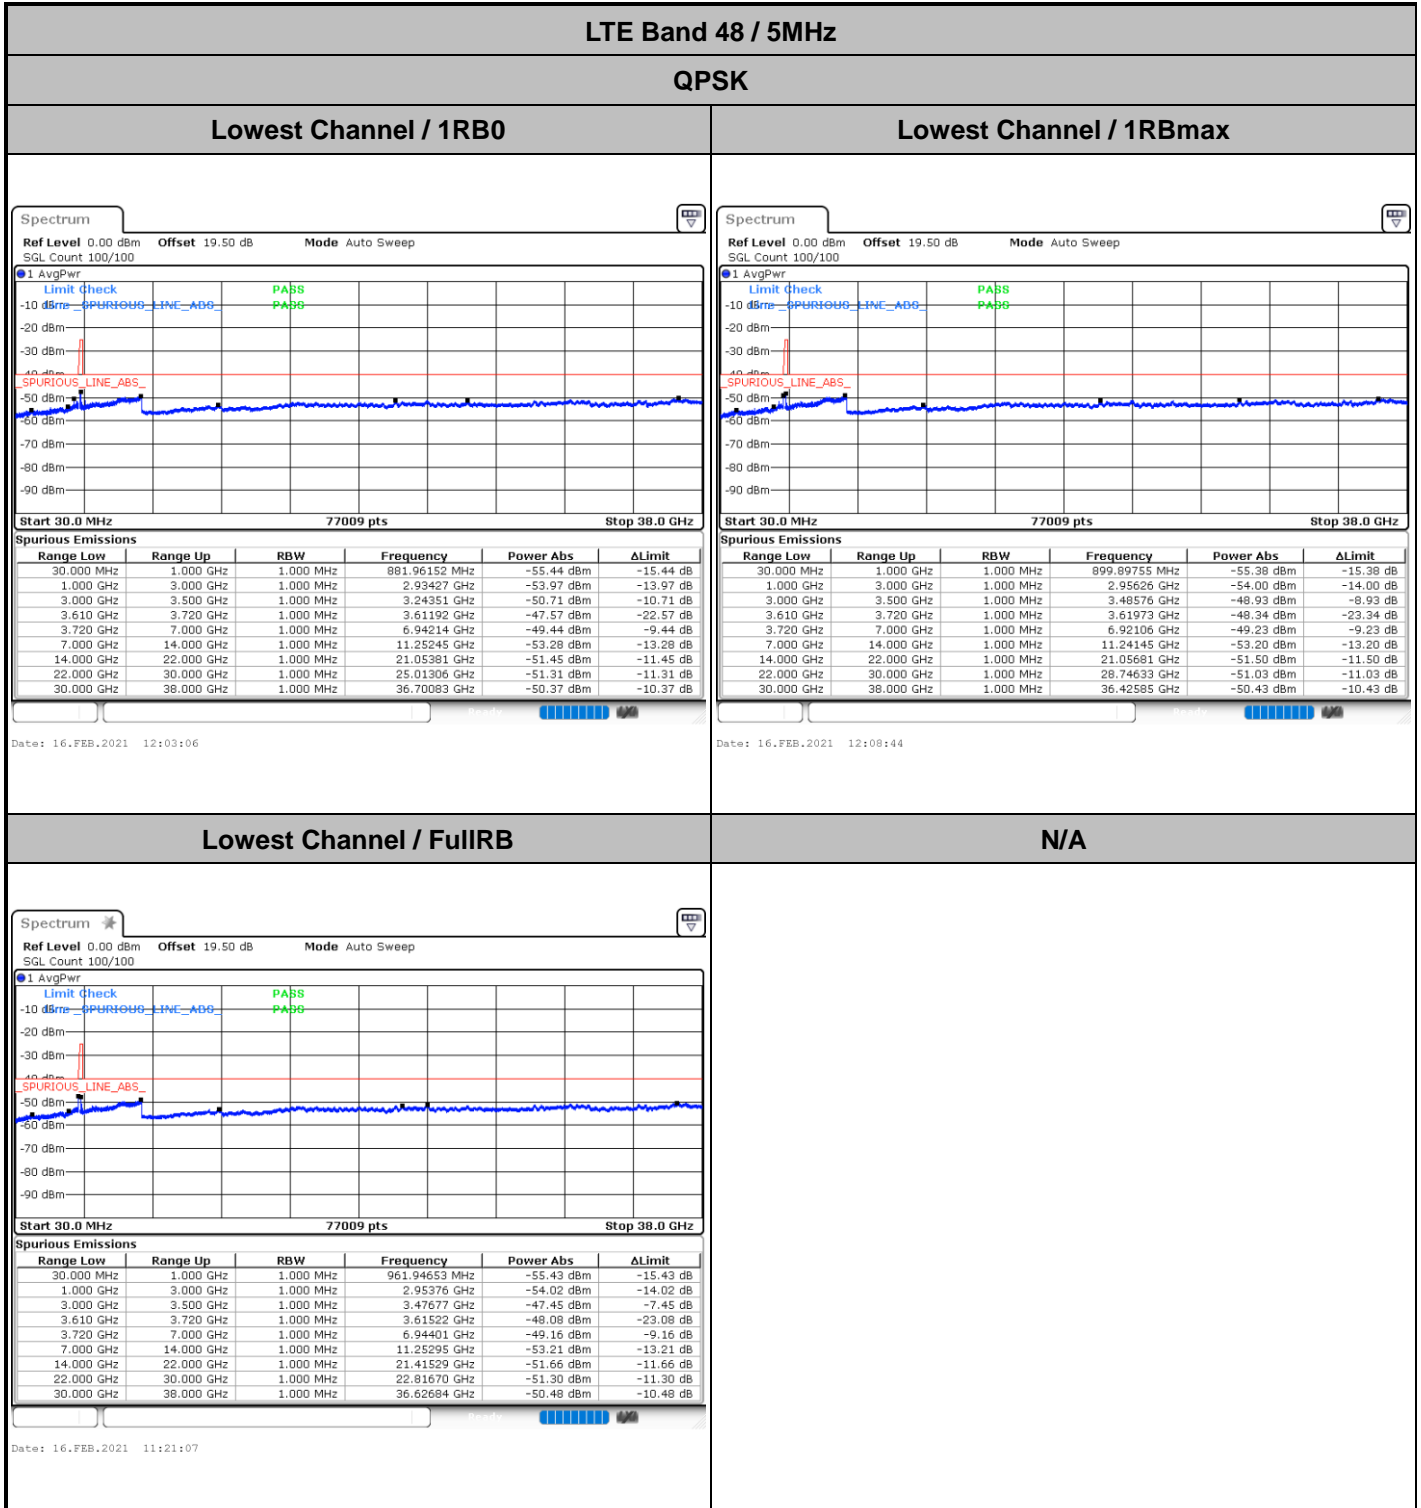 LTE Band 48 / 5MHz
QPSK
Lowest Channel / 1RB0
Lowest Channel / 1RBmax
Spectrum
Ref Level 0.00 dBm Offset 19.50 dB Mode Auto Sweep
SGL Count 100/100
1 AvgPwr
Limit Check PASS
Line _SPURIOUS_LINE_ABS_ PASS
-10 dBm
-20 dBm
-30 dBm
-40 dBm
_SPURIOUS_LINE_ABS_
-50 dBm
-60 dBm
-70 dBm
-80 dBm
-90 dBm
Start 30.0 MHz 77009 pts Stop 38.0 GHz
Spurious Emissions
Range Low Range Up RBW Frequency Power Abs ΔLimit
30.000 MHz 1.000 GHz 1.000 MHz 881.96152 MHz -55.44 dBm -15.44 dB
1.000 GHz 3.000 GHz 1.000 MHz 2.93427 GHz -53.97 dBm -13.97 dB
3.000 GHz 3.500 GHz 1.000 MHz 3.24351 GHz -50.71 dBm -10.71 dB
3.610 GHz 3.720 GHz 1.000 MHz 3.61192 GHz -47.57 dBm -22.57 dB
3.720 GHz 7.000 GHz 1.000 MHz 6.94214 GHz -49.44 dBm -9.44 dB
7.000 GHz 14.000 GHz 1.000 MHz 11.25245 GHz -53.28 dBm -13.28 dB
14.000 GHz 22.000 GHz 1.000 MHz 21.05381 GHz -51.45 dBm -11.45 dB
22.000 GHz 30.000 GHz 1.000 MHz 25.01306 GHz -51.31 dBm -11.31 dB
30.000 GHz 38.000 GHz 1.000 MHz 36.70083 GHz -50.37 dBm -10.37 dB
Ready
Date: 16.FEB.2021 12:03:06
Spectrum
Ref Level 0.00 dBm Offset 19.50 dB Mode Auto Sweep
SGL Count 100/100
1 AvgPwr
Limit Check PASS
Line _SPURIOUS_LINE_ABS_ PASS
-10 dBm
-20 dBm
-30 dBm
-40 dBm
_SPURIOUS_LINE_ABS_
-50 dBm
-60 dBm
-70 dBm
-80 dBm
-90 dBm
Start 30.0 MHz 77009 pts Stop 38.0 GHz
Spurious Emissions
Range Low Range Up RBW Frequency Power Abs ΔLimit
30.000 MHz 1.000 GHz 1.000 MHz 899.89755 MHz -55.38 dBm -15.38 dB
1.000 GHz 3.000 GHz 1.000 MHz 2.95626 GHz -54.00 dBm -14.00 dB
3.000 GHz 3.500 GHz 1.000 MHz 3.48576 GHz -48.93 dBm -8.93 dB
3.610 GHz 3.720 GHz 1.000 MHz 3.61973 GHz -48.34 dBm -23.34 dB
3.720 GHz 7.000 GHz 1.000 MHz 6.92106 GHz -49.23 dBm -9.23 dB
7.000 GHz 14.000 GHz 1.000 MHz 11.24145 GHz -53.20 dBm -13.20 dB
14.000 GHz 22.000 GHz 1.000 MHz 21.05681 GHz -51.50 dBm -11.50 dB
22.000 GHz 30.000 GHz 1.000 MHz 28.74633 GHz -51.03 dBm -11.03 dB
30.000 GHz 38.000 GHz 1.000 MHz 36.42585 GHz -50.43 dBm -10.43 dB
Ready
Date: 16.FEB.2021 12:08:44
Lowest Channel / FullRB
N/A
Spectrum
Ref Level 0.00 dBm Offset 19.50 dB Mode Auto Sweep
SGL Count 100/100
1 AvgPwr
Limit Check PASS
Line _SPURIOUS_LINE_ABS_ PASS
-10 dBm
-20 dBm
-30 dBm
-40 dBm
_SPURIOUS_LINE_ABS_
-50 dBm
-60 dBm
-70 dBm
-80 dBm
-90 dBm
Start 30.0 MHz 77009 pts Stop 38.0 GHz
Spurious Emissions
Range Low Range Up RBW Frequency Power Abs ΔLimit
30.000 MHz 1.000 GHz 1.000 MHz 961.94653 MHz -55.43 dBm -15.43 dB
1.000 GHz 3.000 GHz 1.000 MHz 2.95376 GHz -54.02 dBm -14.02 dB
3.000 GHz 3.500 GHz 1.000 MHz 3.47677 GHz -47.45 dBm -7.45 dB
3.610 GHz 3.720 GHz 1.000 MHz 3.61522 GHz -48.08 dBm -23.08 dB
3.720 GHz 7.000 GHz 1.000 MHz 6.94401 GHz -49.16 dBm -9.16 dB
7.000 GHz 14.000 GHz 1.000 MHz 11.25295 GHz -53.21 dBm -13.21 dB
14.000 GHz 22.000 GHz 1.000 MHz 21.41529 GHz -51.66 dBm -11.66 dB
22.000 GHz 30.000 GHz 1.000 MHz 22.81670 GHz -51.30 dBm -11.30 dB
30.000 GHz 38.000 GHz 1.000 MHz 36.62684 GHz -50.48 dBm -10.48 dB
Ready
Date: 16.FEB.2021 11:21:07